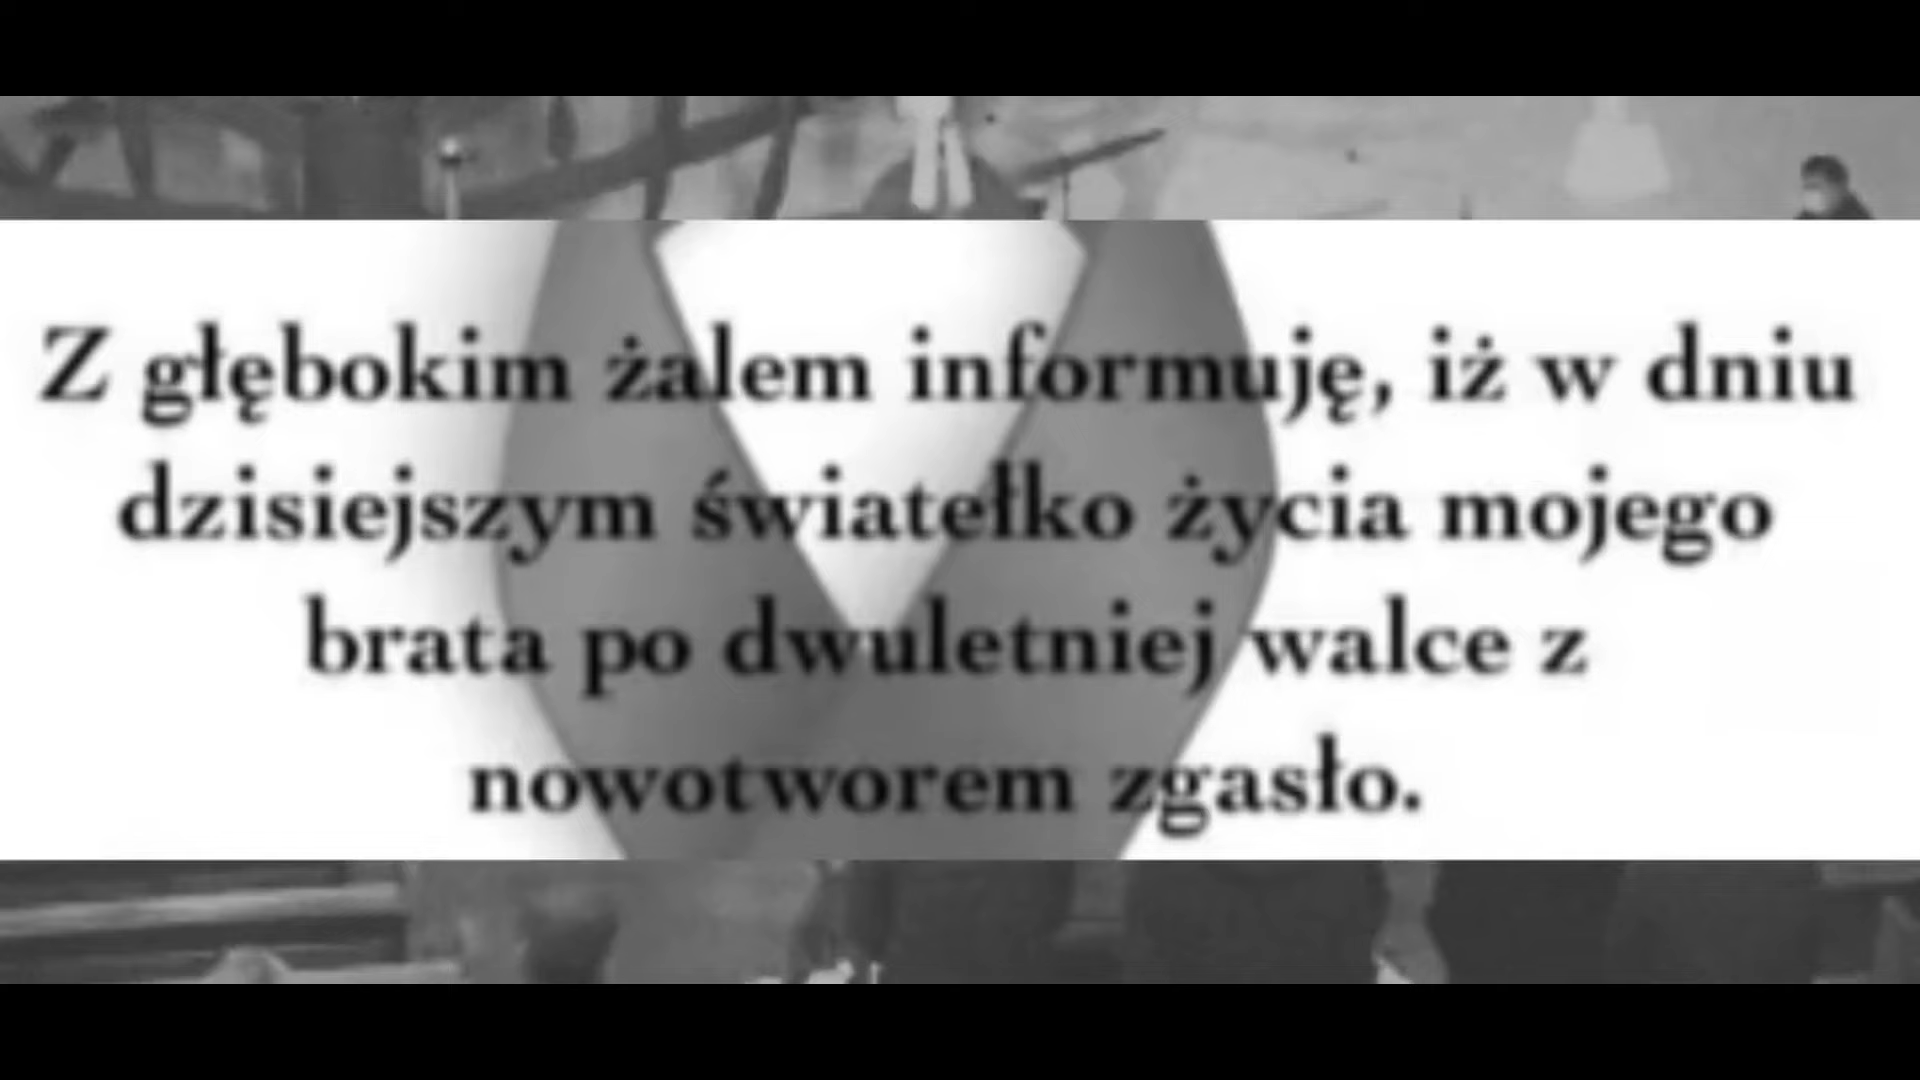 Z głębokim żalem informuję, iż w dniu
dzisiejszym światełko życia mojego
brata po dwuletniej walce z
nowotworem zgasło.